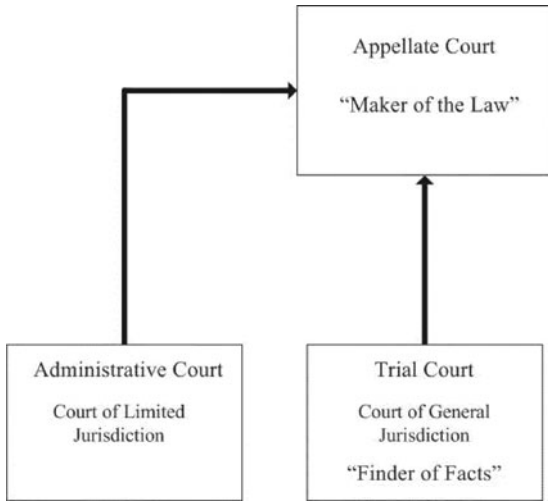 Appellate Court
“Maker of the Law”
Administrative Court
Court of Limited
Jurisdiction
Trial Court
Court of General
Jurisdiction
“Finder of Facts”